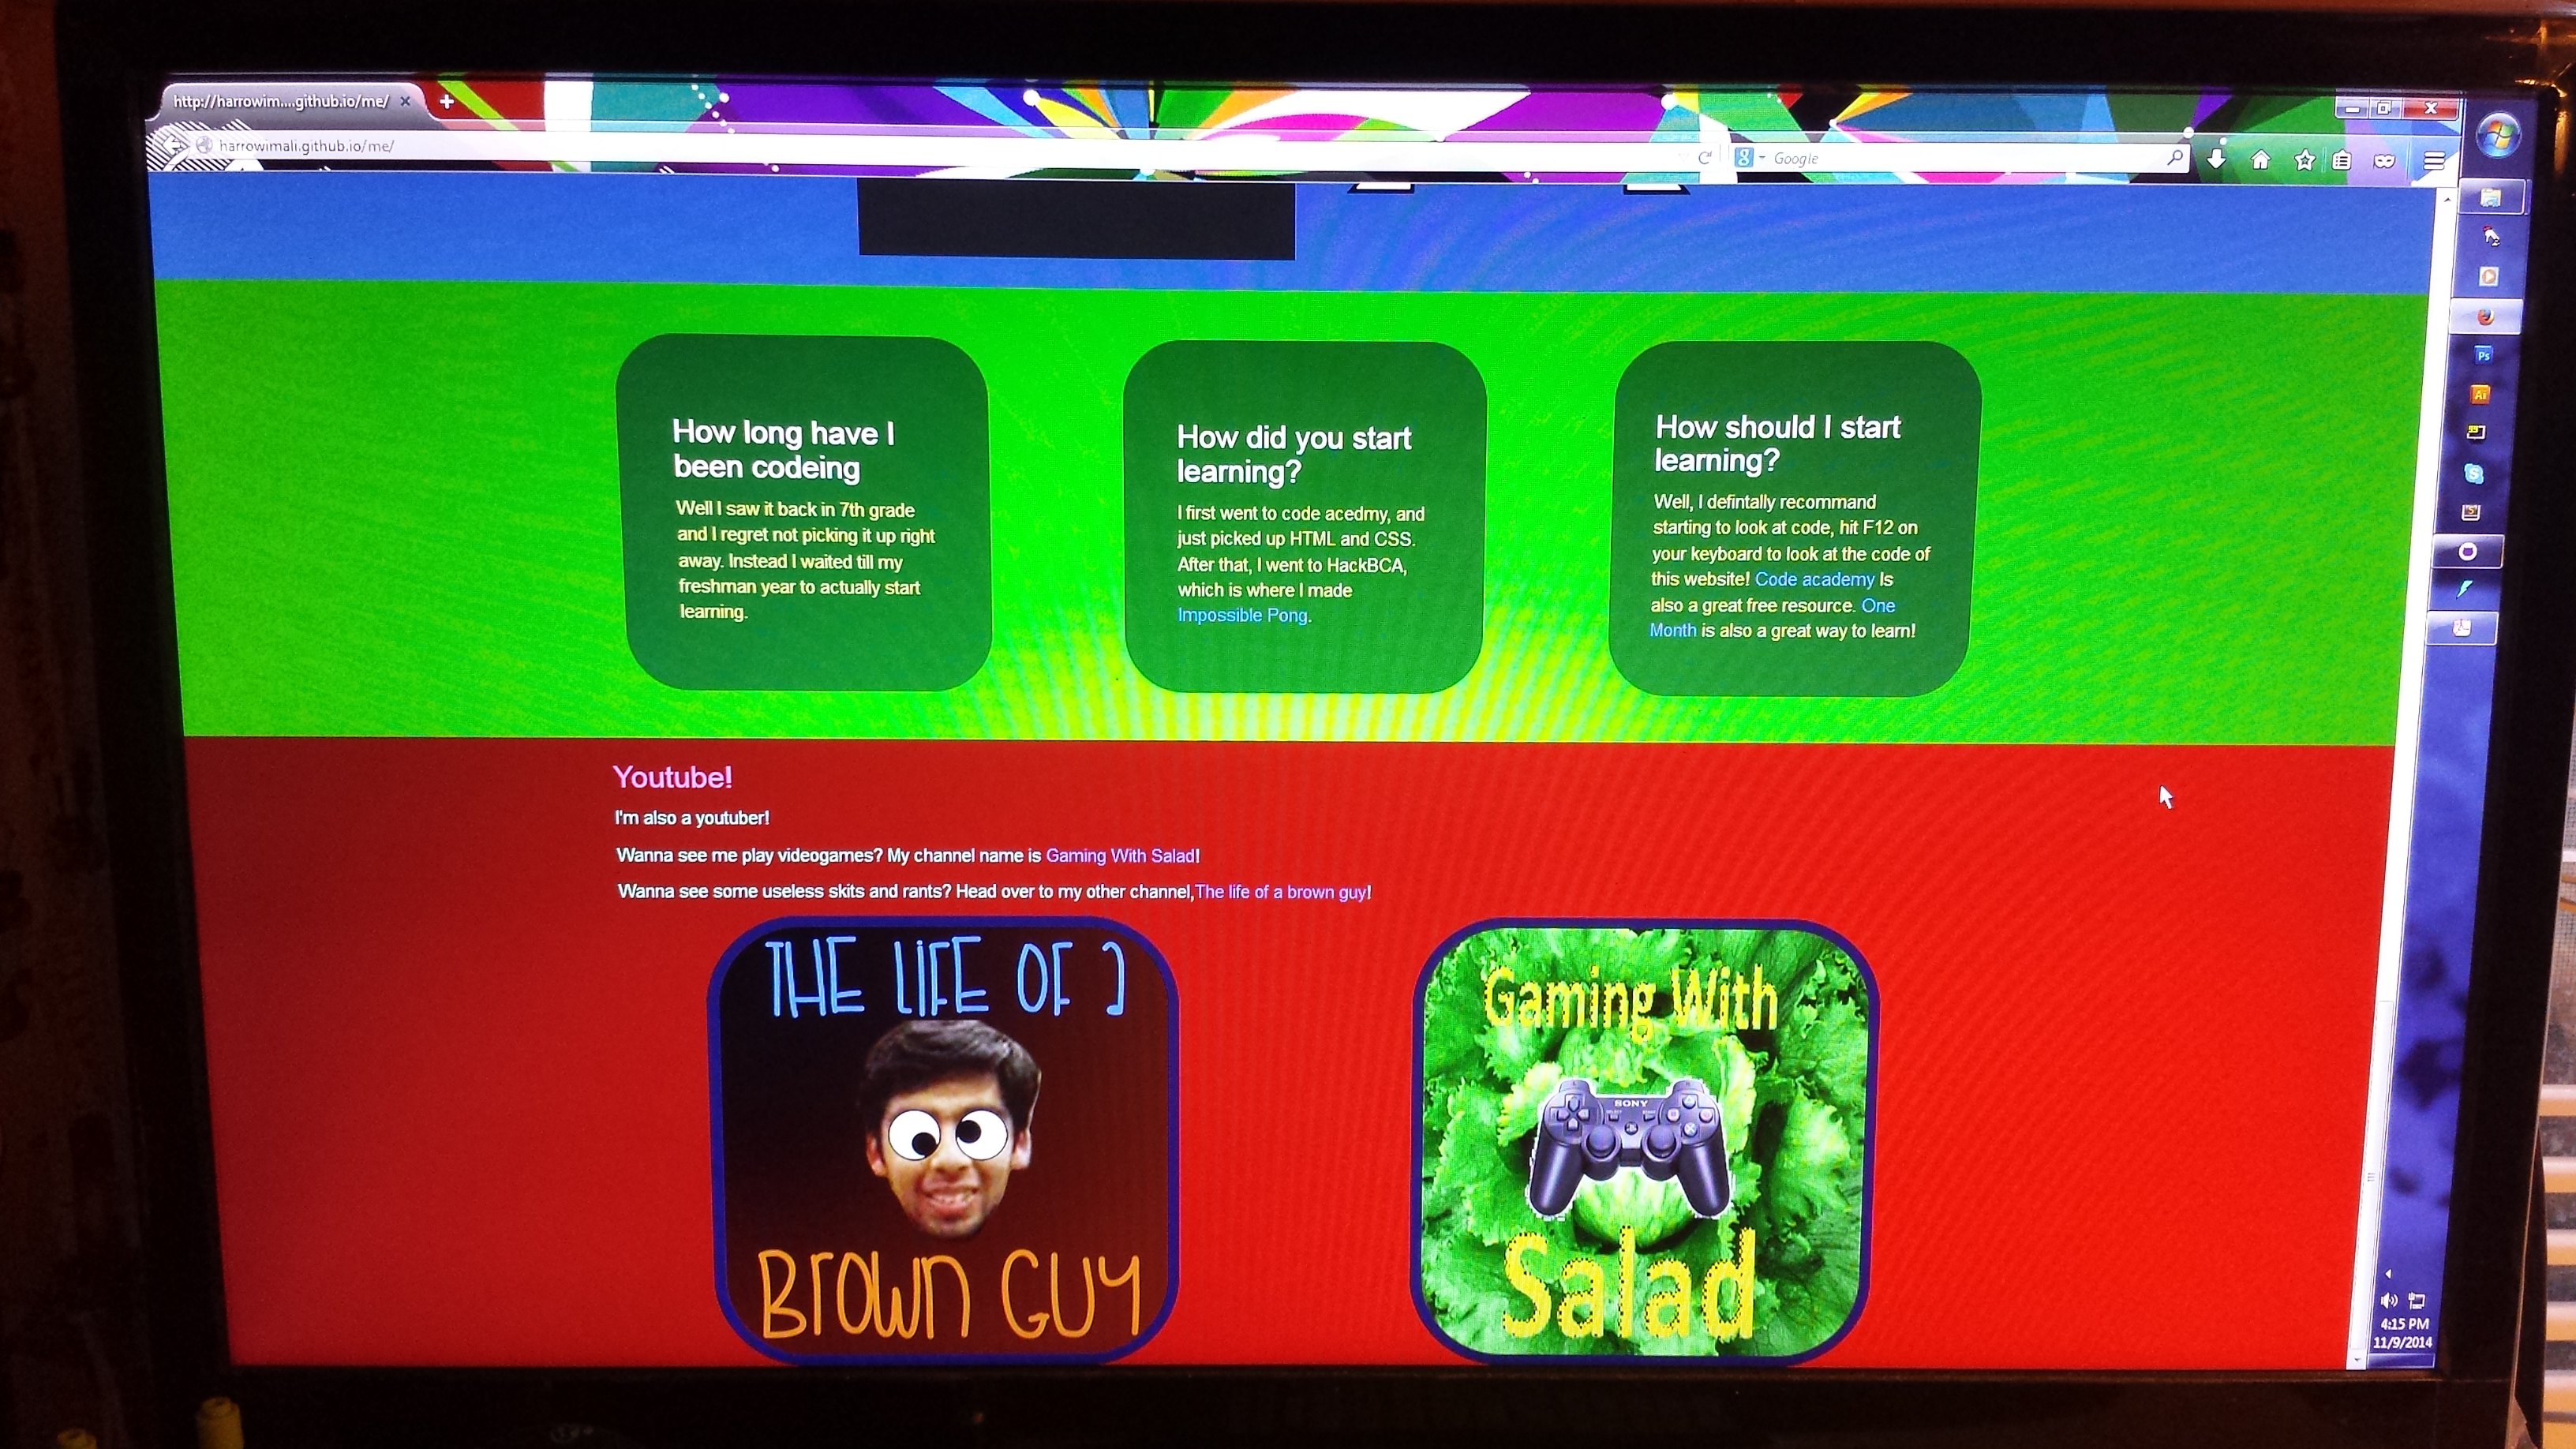 http://harrowim....github.io/me/
harrowimali.github.io/me/
Google
How long have I
been codeing
Well I saw it back in 7th grade
and I regret not picking it up right
away. Instead I waited till my
freshman year to actually start
learning.
How did you start
learning?
I first went to code acedmy, and
just picked up HTML and CSS.
After that, I went to HackBCA,
which is where I made
Impossible Pong.
How should I start
learning?
Well, I defintally recommand
starting to look at code, hit F12 on
your keyboard to look at the code of
this website! Code academy Is
also a great free resource. One
Month is also a great way to learn!
Youtube!
I'm also a youtuber!
Wanna see me play videogames? My channel name is Gaming With Salad!
Wanna see some useless skits and rants? Head over to my other channel,The life of a brown guy!
THE LiFE OF
BrOWn GUy
Gaming With
SONY
Salad
Ps
Ai
4:15 PM
11/9/2014